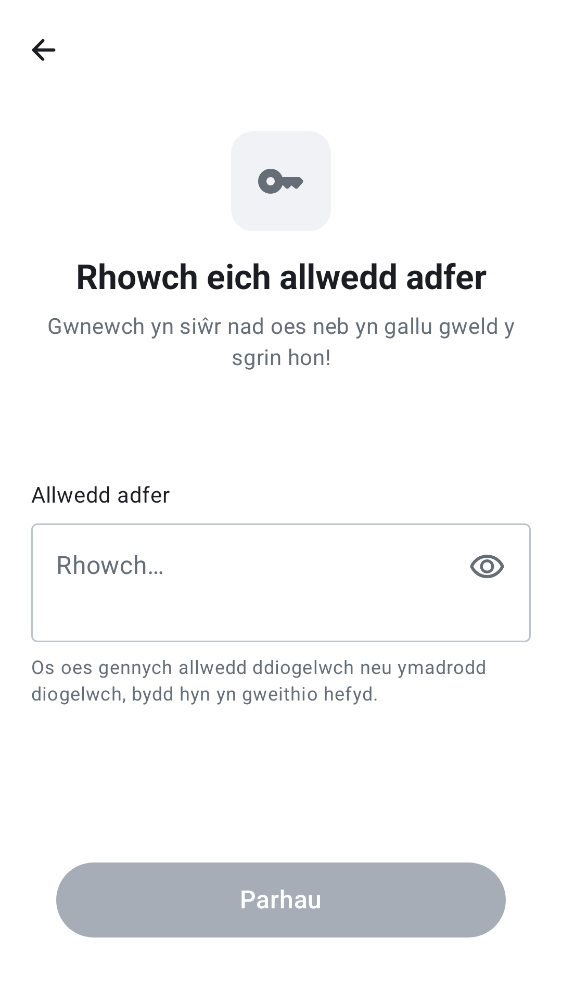 Rhowch eich allwedd adfer
Gwnewch yn siŵr nad oes neb yn gallu gweld y
sgrin hon!
Allwedd adfer
Rhowch…
Os oes gennych allwedd ddiogelwch neu ymadrodd
diogelwch, bydd hyn yn gweithio hefyd.
Parhau